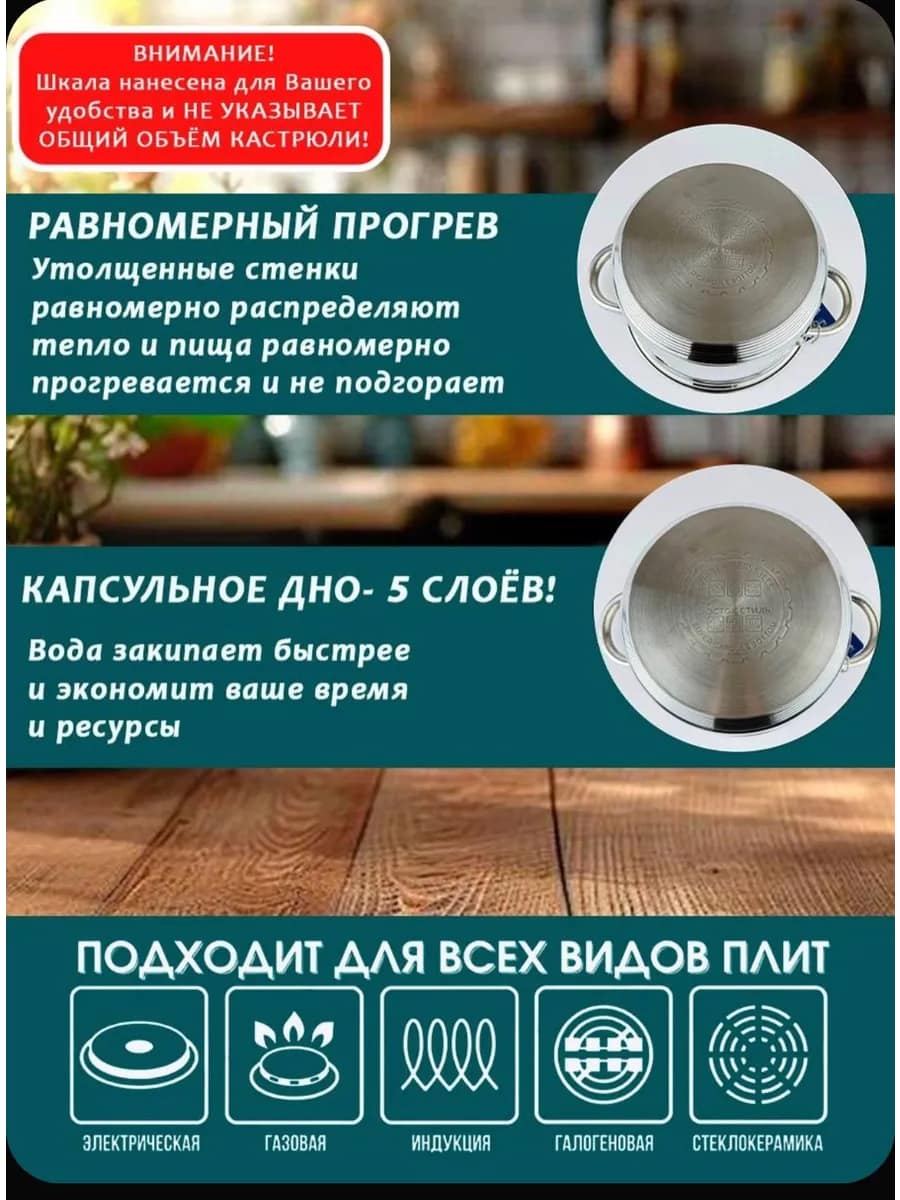 ВНИМАНИЕ!
Шкала нанесена для Вашего
удобства и НЕ УКАЗЫВАЕТ
ОБЩИЙ ОБЪЁМ КАСТРЮЛИ!
РАВНОМЕРНЫЙ ПРОГРЕВ
Утолщенные стенки
равномерно распределяют
тепло и пища равномерно
прогревается и не подгорает
КАПСУЛЬНОЕ ДНО- 5 СЛОЁВ!
Вода закипает быстрее
и экономит ваше время
и ресурсы
ПОДХОДИТ ДЛЯ ВСЕХ ВИДОВ ПЛИТ
ЭЛЕКТРИЧЕСКАЯ
ГАЗОВАЯ
ИНДУКЦИЯ
ГАЛОГЕНОВАЯ
СТЕКЛОКЕРАМИКА